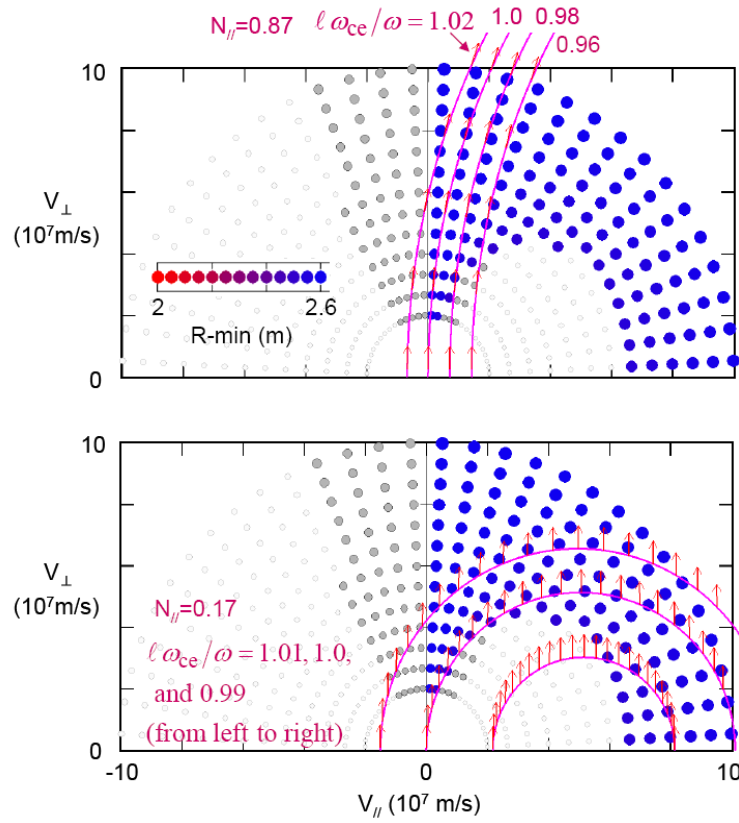 N//=0.87 ℓ ωce/ω = 1.02 1.0 0.98
0.96
10
V⊥
(10⁷m/s)
2 2.6
R-min (m)
0
10
V⊥
(10⁷m/s)
N//=0.17
ℓ ωce/ω = 1.01, 1.0,
and 0.99
(from left to right)
0
-10 0 10
V// (10⁷ m/s)